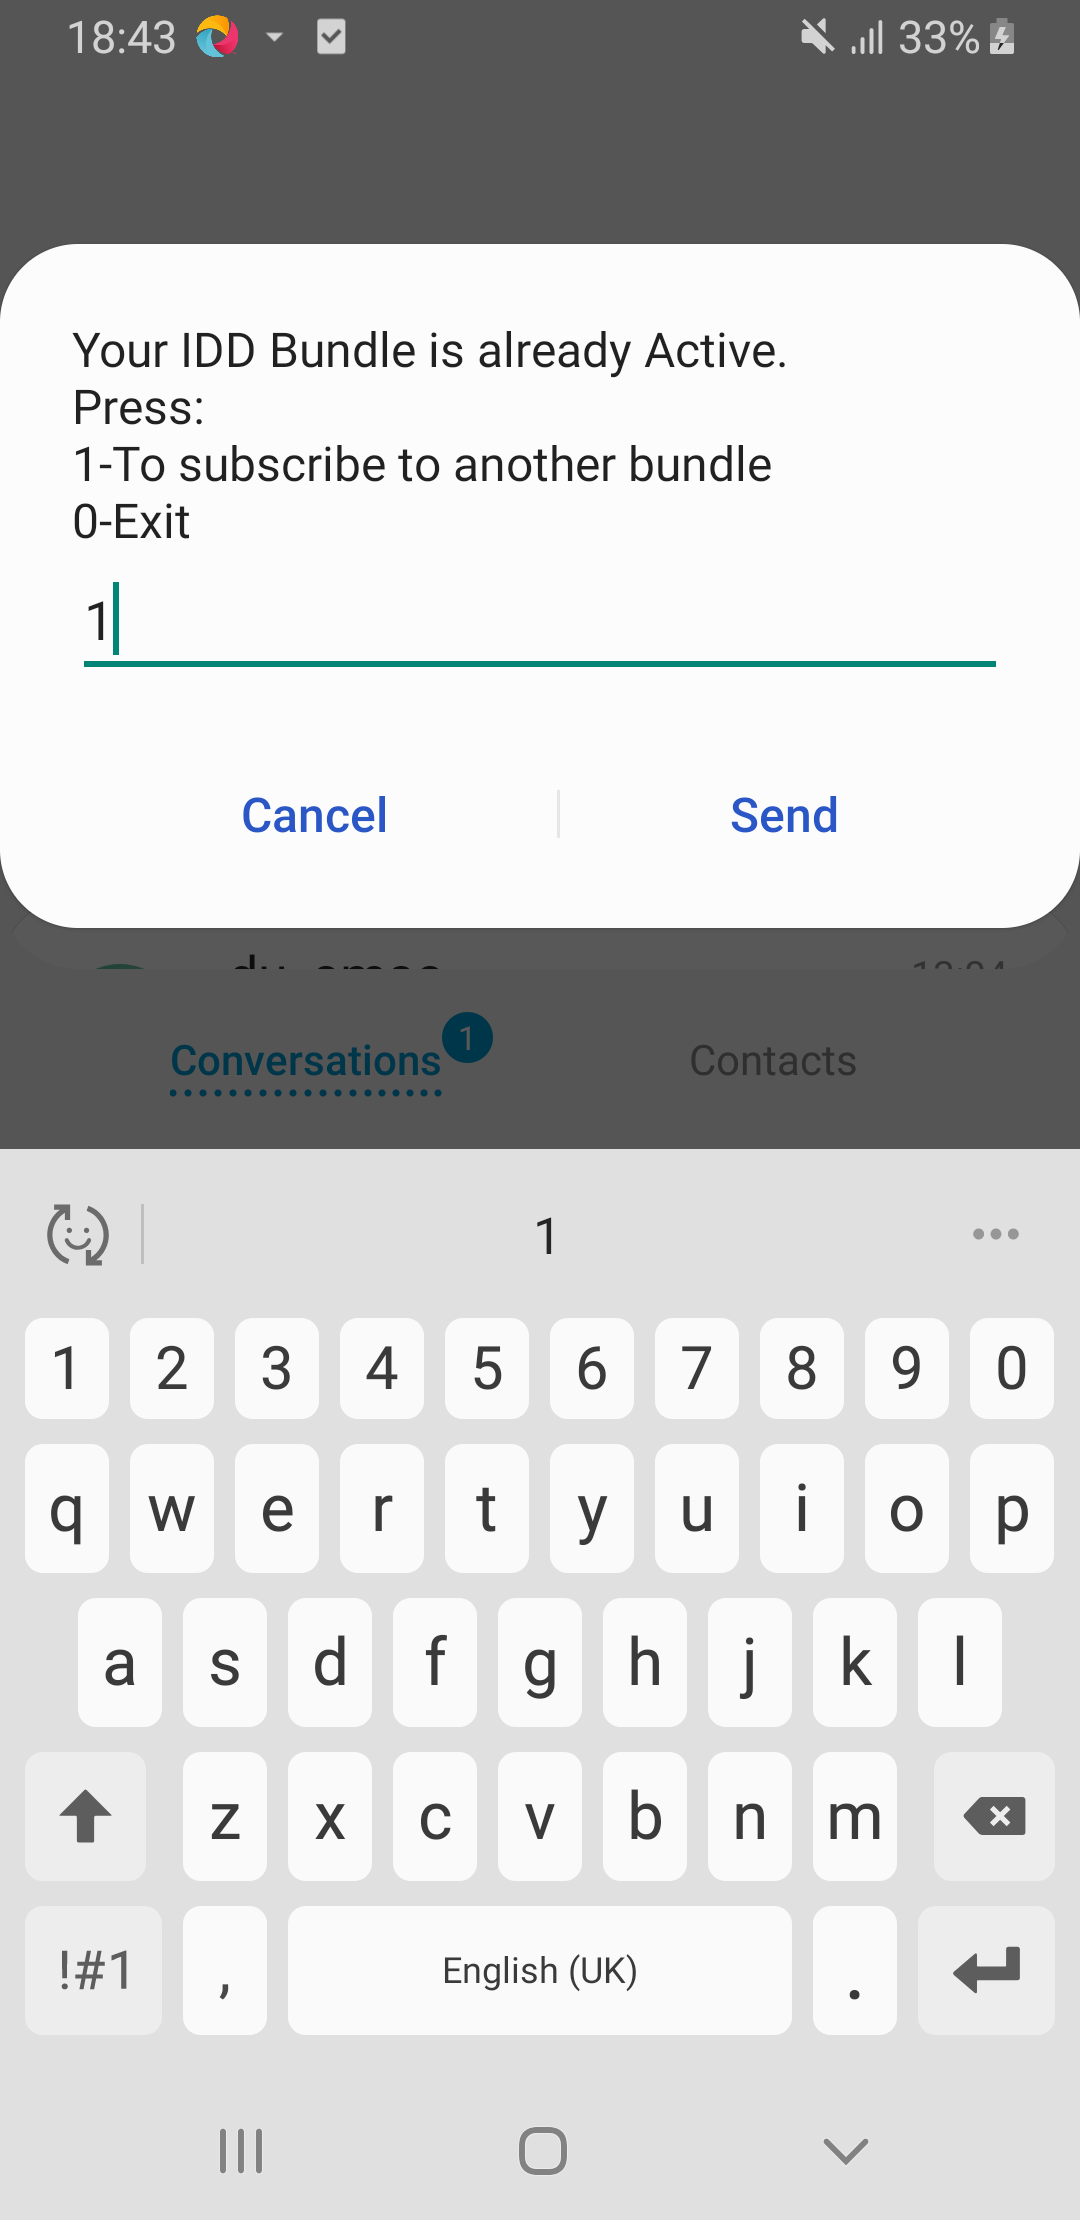 18:43 33%
Your IDD Bundle is already Active.
Press:
1-To subscribe to another bundle
0-Exit
1
Cancel Send
Conversations 1 Contacts
1
1 2 3 4 5 6 7 8 9 0
q w e r t y u i o p
a s d f g h j k l
z x c v b n m
!#1 , English (UK) .